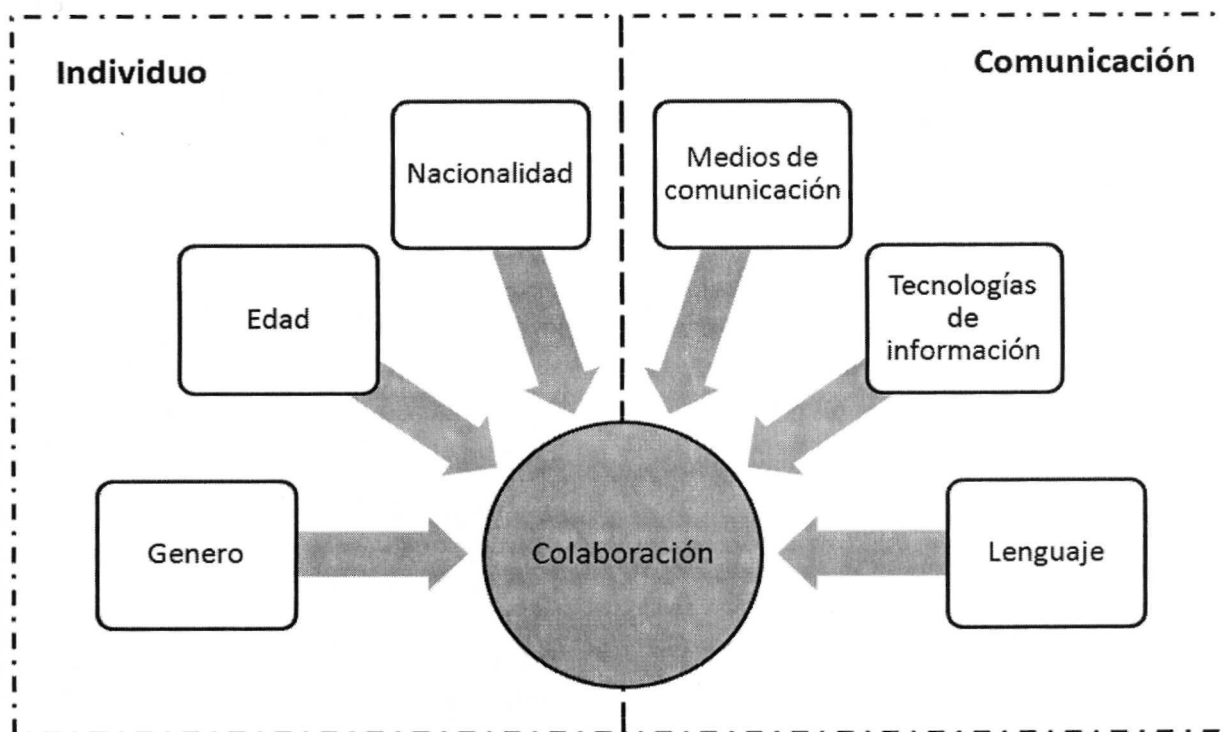 Individuo
Comunicación
Nacionalidad
Medios de
comunicación
Edad
Tecnologías
de
información
Genero
Colaboración
Lenguaje